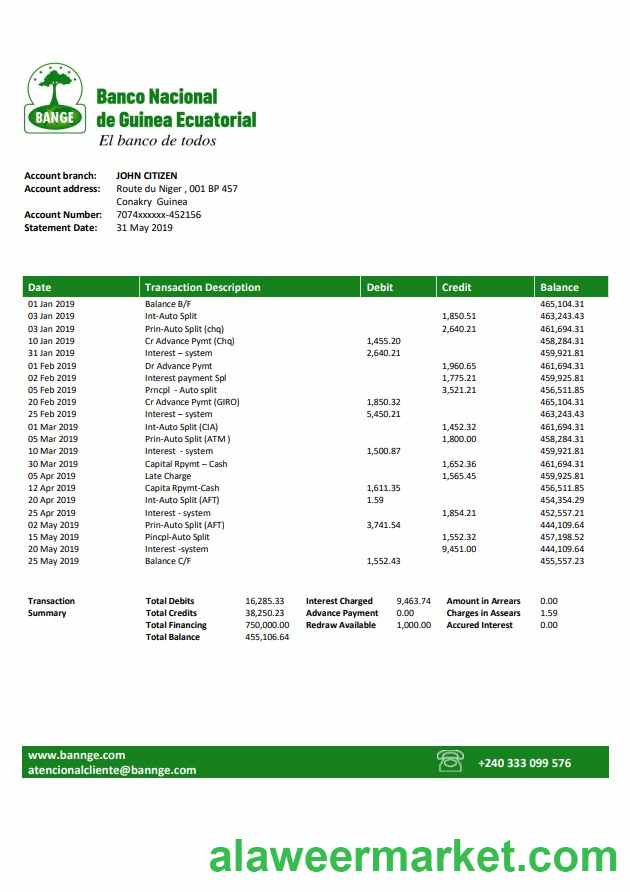 BANGE
Banco Nacional
de Guinea Ecuatorial
El banco de todos
Account branch: JOHN CITIZEN
Account address: Route du Niger , 001 BP 457
Conakry Guinea
Account Number: 7074xxxxxx-452156
Statement Date: 31 May 2019
Date Transaction Description Debit Credit Balance
01 Jan 2019 Balance B/F 465,104.31
03 Jan 2019 Int-Auto Split 1,850.51 463,243.43
03 Jan 2019 Prin-Auto Split (chq) 2,640.21 461,694.31
10 Jan 2019 Cr Advance Pymt (Chq) 1,455.20 458,284.31
31 Jan 2019 Interest – system 2,640.21 459,921.81
01 Feb 2019 Dr Advance Pymt 1,960.65 461,694.31
02 Feb 2019 Interest payment Spl 1,775.21 459,925.81
05 Feb 2019 Prncpl - Auto split 3,521.21 456,511.85
20 Feb 2019 Cr Advance Pymt (GIRO) 1,850.32 465,104.31
25 Feb 2019 Interest – system 5,450.21 463,243.43
01 Mar 2019 Int-Auto Split (CIA) 1,452.32 461,694.31
05 Mar 2019 Prin-Auto Split (ATM ) 1,800.00 458,284.31
10 Mar 2019 Interest - system 1,500.87 459,921.81
30 Mar 2019 Capital Rpymt – Cash 1,652.36 461,694.31
05 Apr 2019 Late Charge 1,565.45 459,925.81
12 Apr 2019 Capita Rpymt-Cash 1,611.35 456,511.85
20 Apr 2019 Int-Auto Split (AFT) 1.59 454,354.29
25 Apr 2019 Interest - system 1,854.21 452,557.21
02 May 2019 Prin-Auto Split (AFT) 3,741.54 444,109.64
15 May 2019 Pincpl-Auto Split 1,552.32 457,198.52
20 May 2019 Interest -system 9,451.00 444,109.64
25 May 2019 Balance C/F 1,552.43 455,557.23
Transaction Total Debits 16,285.33 Interest Charged 9,463.74 Amount in Arrears 0.00
Summary Total Credits 38,250.23 Advance Payment 0.00 Charges in Assears 1.59
Total Financing 750,000.00 Redraw Available 1,000.00 Accured Interest 0.00
Total Balance 455,106.64
www.bannge.com
atencionalcliente@bannge.com
+240 333 099 576
alaweermarket.com